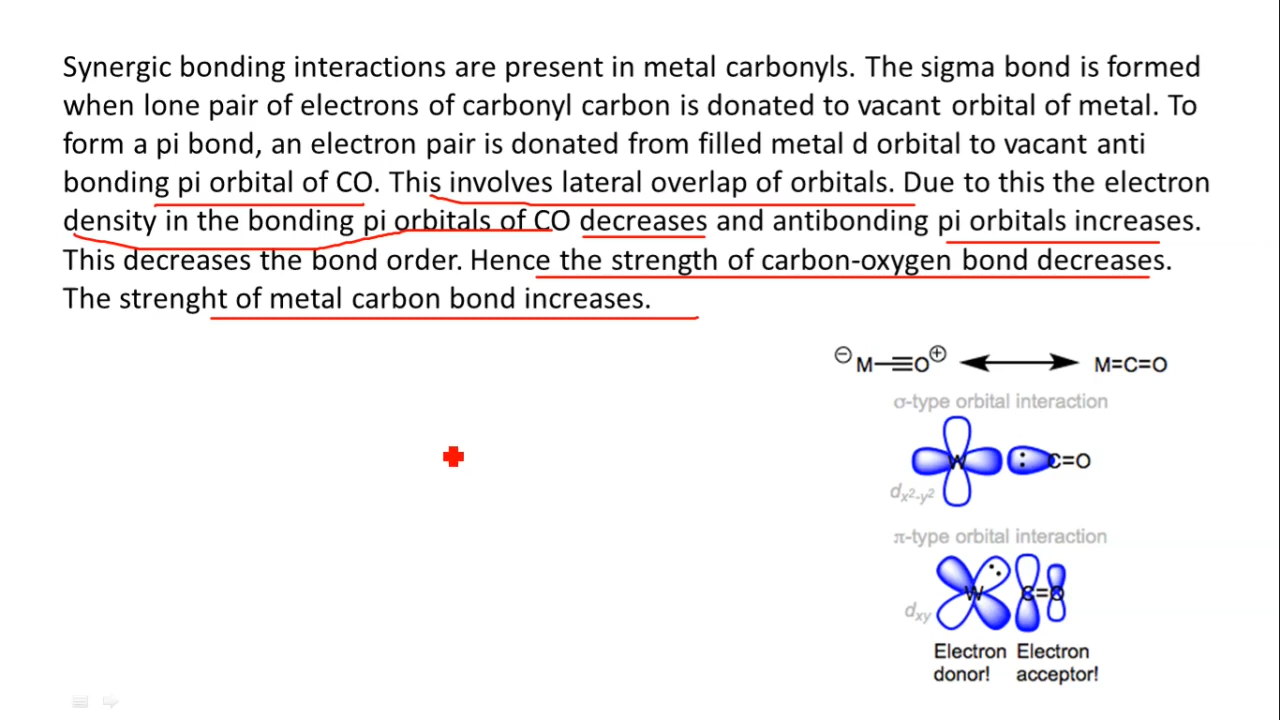 Synergic bonding interactions are present in metal carbonyls. The sigma bond is formed
when lone pair of electrons of carbonyl carbon is donated to vacant orbital of metal. To
form a pi bond, an electron pair is donated from filled metal d orbital to vacant anti
bonding pi orbital of CO. This involves lateral overlap of orbitals. Due to this the electron
density in the bonding pi orbitals of CO decreases and antibonding pi orbitals increases.
This decreases the bond order. Hence the strength of carbon-oxygen bond decreases.
The strenght of metal carbon bond increases.
⊖M—≡O⊕ ⟷ M=C=O
σ-type orbital interaction
W : C=O
dx²-y²
π-type orbital interaction
W C=O
dxy
Electron Electron
donor! acceptor!